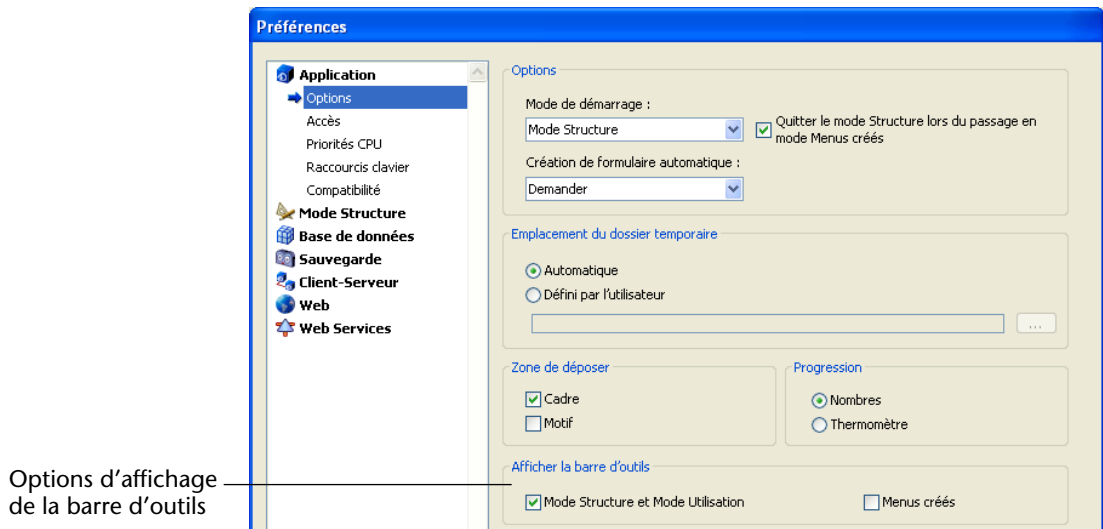 Préférences
Application
Options
Accès
Priorités CPU
Raccourcis clavier
Compatibilité
Mode Structure
Base de données
Sauvegarde
Client-Serveur
Web
Web Services
Options
Mode de démarrage :
Mode Structure
Quitter le mode Structure lors du passage en
mode Menus créés
Création de formulaire automatique :
Demander
Emplacement du dossier temporaire
Automatique
Défini par l'utilisateur
...
Zone de déposer
Cadre
Motif
Progression
Nombres
Thermomètre
Afficher la barre d'outils
Mode Structure et Mode Utilisation
Menus créés
Options d’affichage
de la barre d’outils